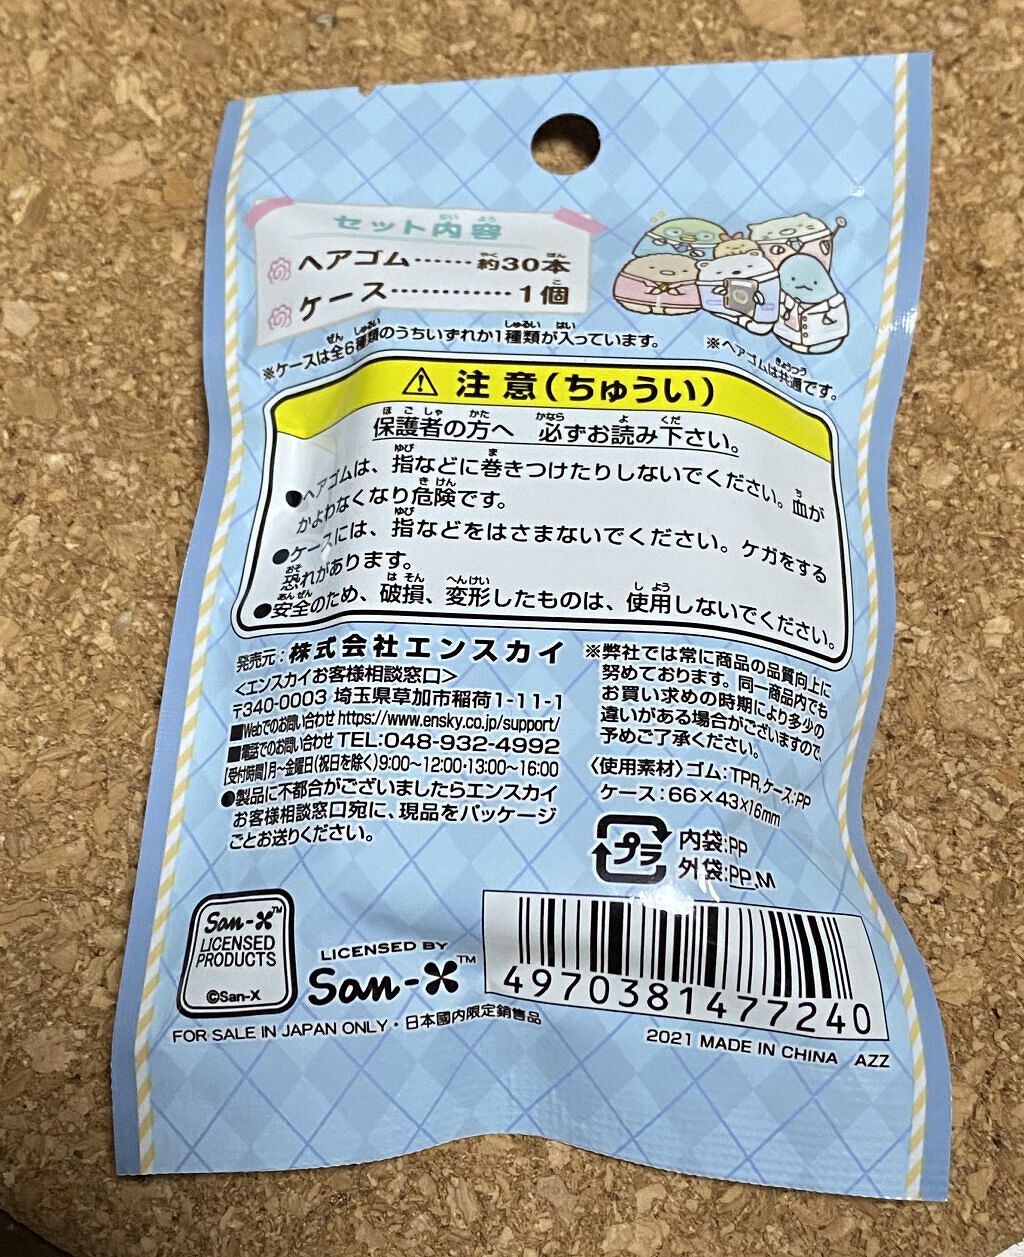 セット内容
ヘアゴム……約30本
ケース…………1個
※ケースは全6種類のうちいずれか1種類が入っています。
※ヘアゴムは共通です。
⚠ 注意(ちゅうい)
保護者の方へ 必ずお読み下さい。
●ヘアゴムは、指などに巻きつけたりしないでください。血が
かよわなくなり危険です。
●ケースには、指などをはさまないでください。ケガをする
恐れがあります。
●安全のため、破損、変形したものは、使用しないでください。
発売元:株式会社エンスカイ
<エンスカイお客様相談窓口>
〒340-0003 埼玉県草加市稲荷1-11-1
■Webでのお問い合わせ https://www.ensky.co.jp/support/
■電話でのお問い合わせ TEL:048-932-4992
[受付時間]月〜金曜日(祝日を除く)9:00〜12:00・13:00〜16:00
●製品に不都合がございましたらエンスカイ
お客様相談窓口宛に、現品をパッケージ
ごとお送りください。
※弊社では常に商品の品質向上に
努めております。同一商品内でも
お買い求めの時期により多少の
違いがある場合がございますので、
予めご了承ください。
〈使用素材〉ゴム:TPR,ケース:PP
ケース:66×43×16mm
プラ
内袋:PP
外袋:PP,M
San-X™
LICENSED
PRODUCTS
©San-X
LICENSED BY
San-X™
4970381477240
FOR SALE IN JAPAN ONLY・日本國内限定銷售品
2021 MADE IN CHINA AZZ